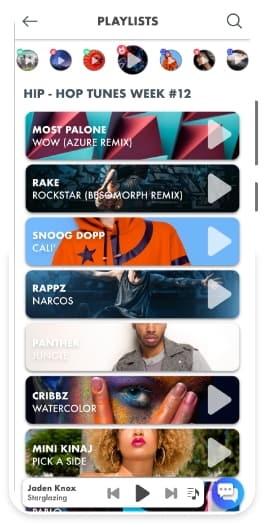 PLAYLISTS
HIP - HOP TUNES WEEK #12
MOST PALONE
WOW (AZURE REMIX)
RAKE
ROCKSTAR (BESOMORPH REMIX)
SNOOG DOPP
CALI'
RAPPZ
NARCOS
PANTHER
JUNGLE
CRIBBZ
WATERCOLOR
MINI KINAJ
PICK A SIDE
Jaden Knox
Starglazing
PABLO